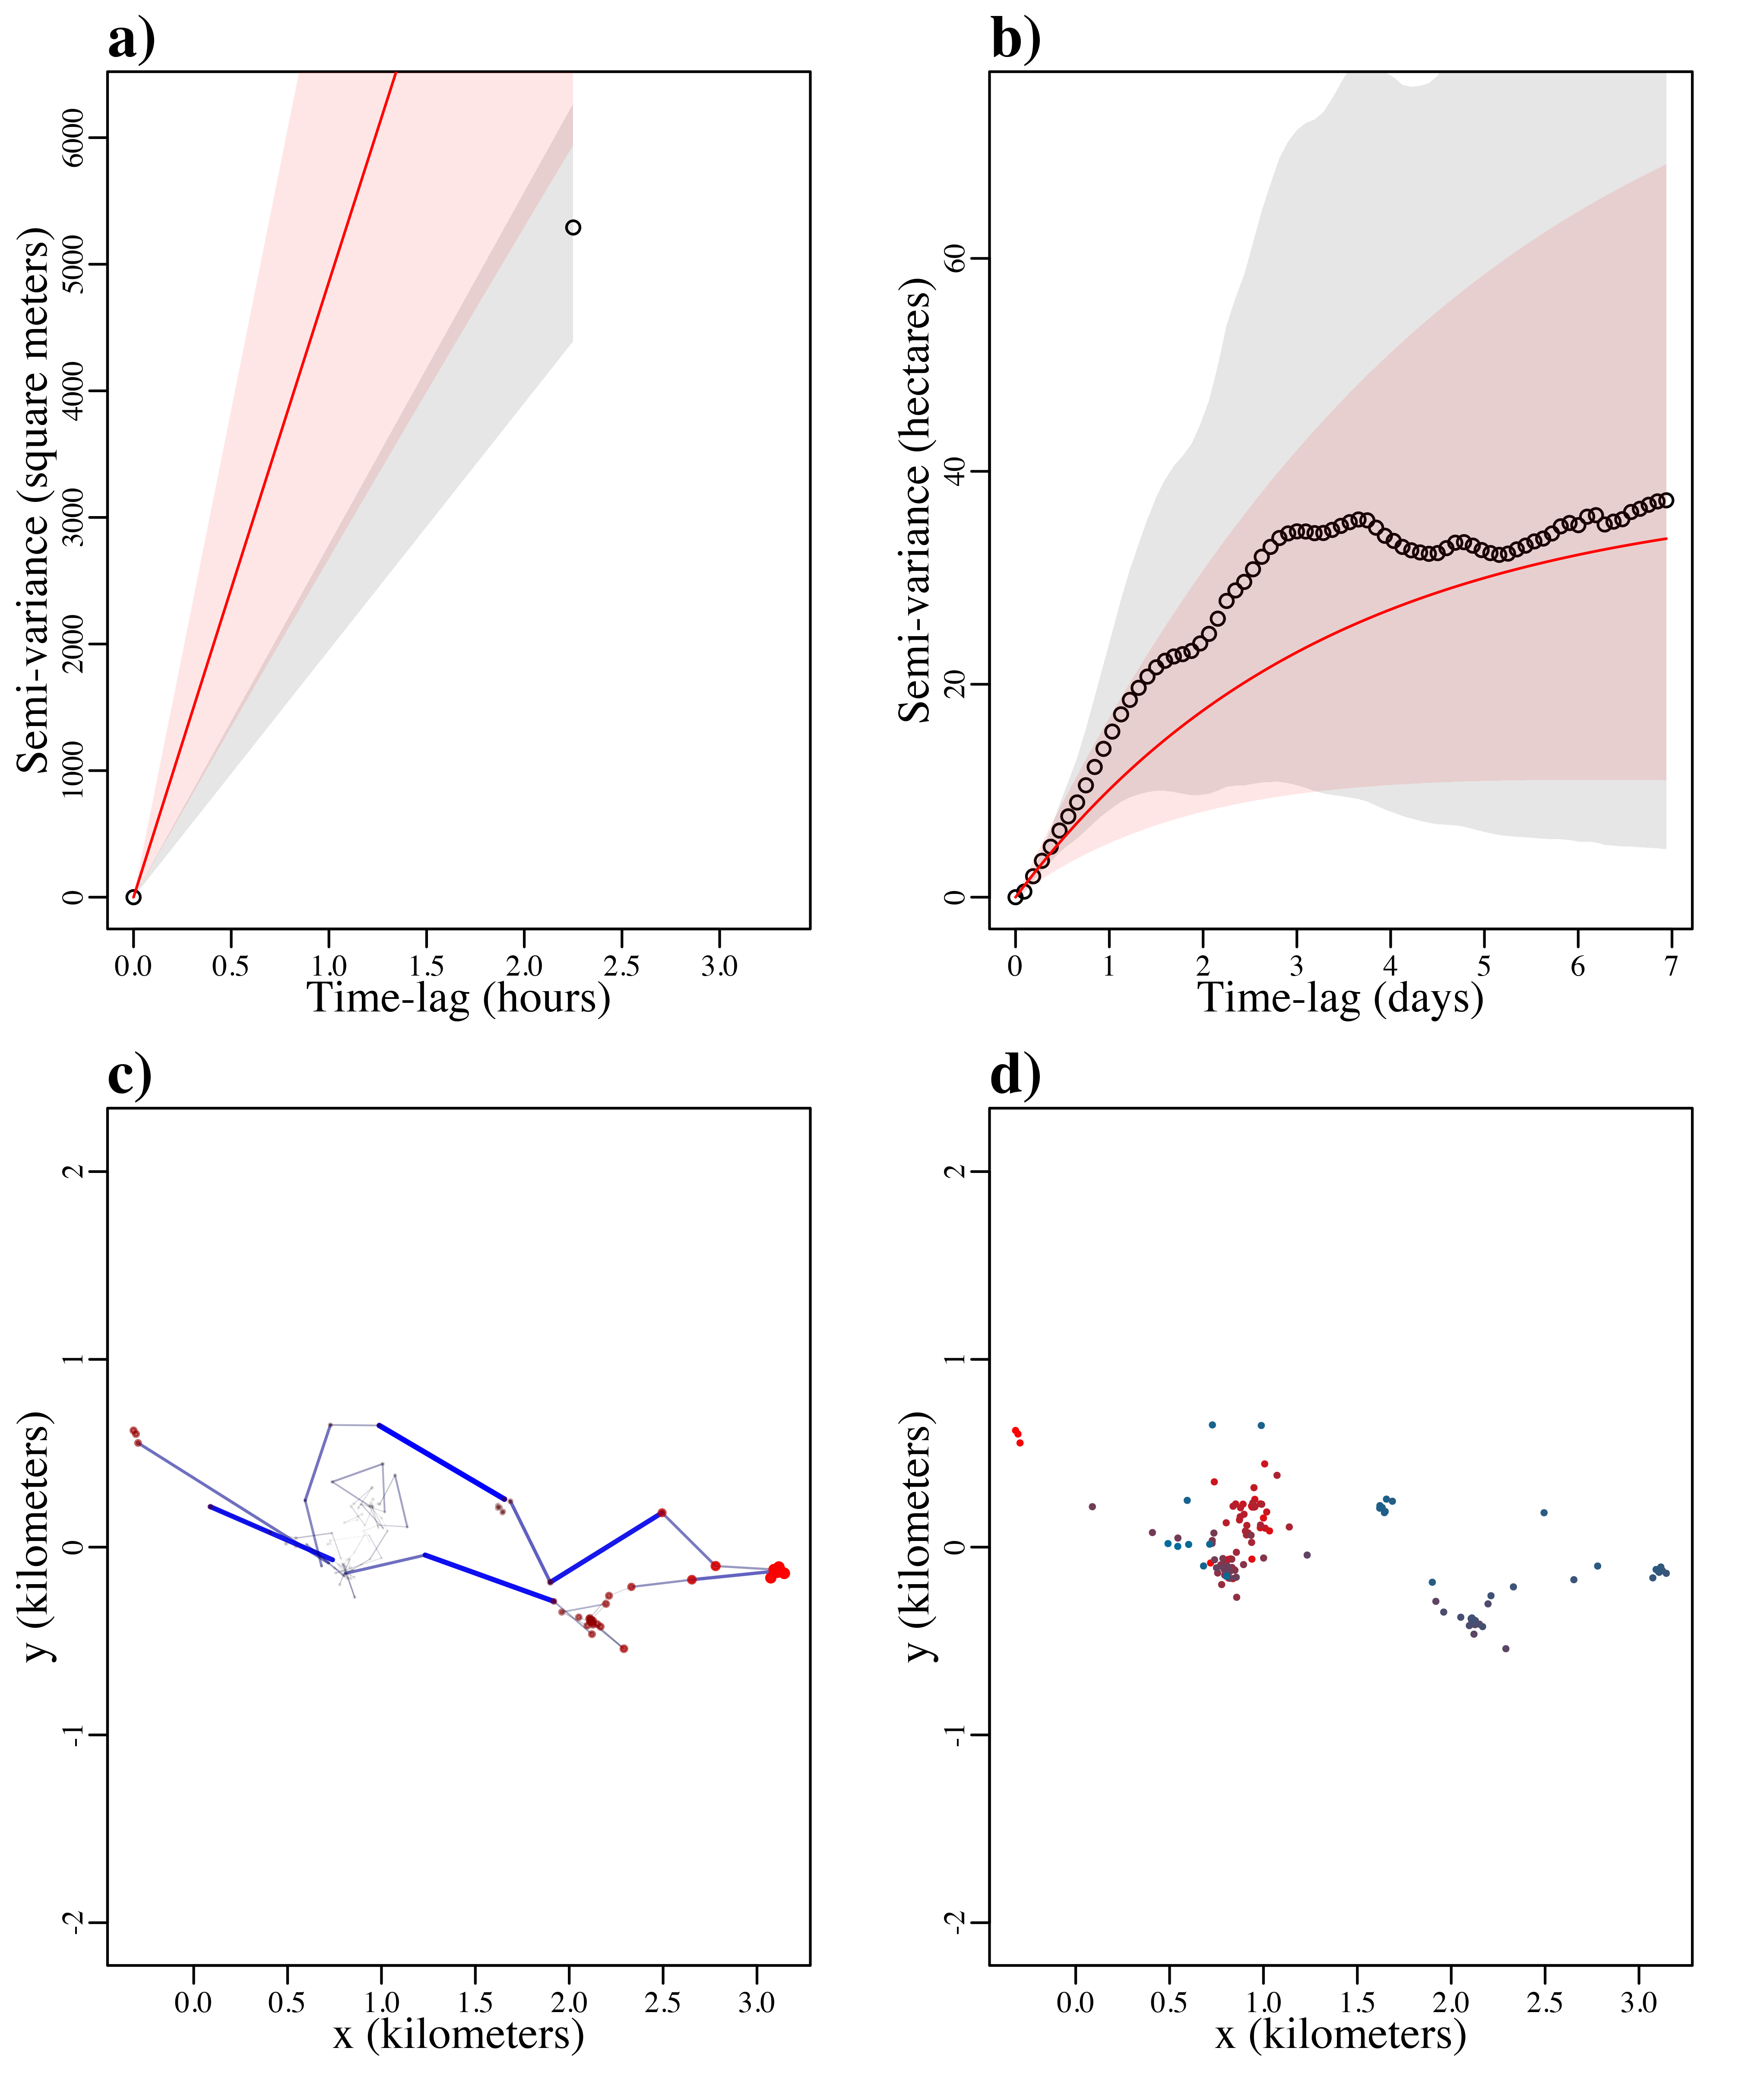 a)
Semi-variance (square meters)
0 1000 2000 3000 4000 5000 6000
0.0 0.5 1.0 1.5 2.0 2.5 3.0
Time-lag (hours)
b)
Semi-variance (hectares)
0 20 40 60
0 1 2 3 4 5 6 7
Time-lag (days)
c)
y (kilometers)
-2 -1 0 1 2
0.0 0.5 1.0 1.5 2.0 2.5 3.0
x (kilometers)
d)
y (kilometers)
-2 -1 0 1 2
0.0 0.5 1.0 1.5 2.0 2.5 3.0
x (kilometers)